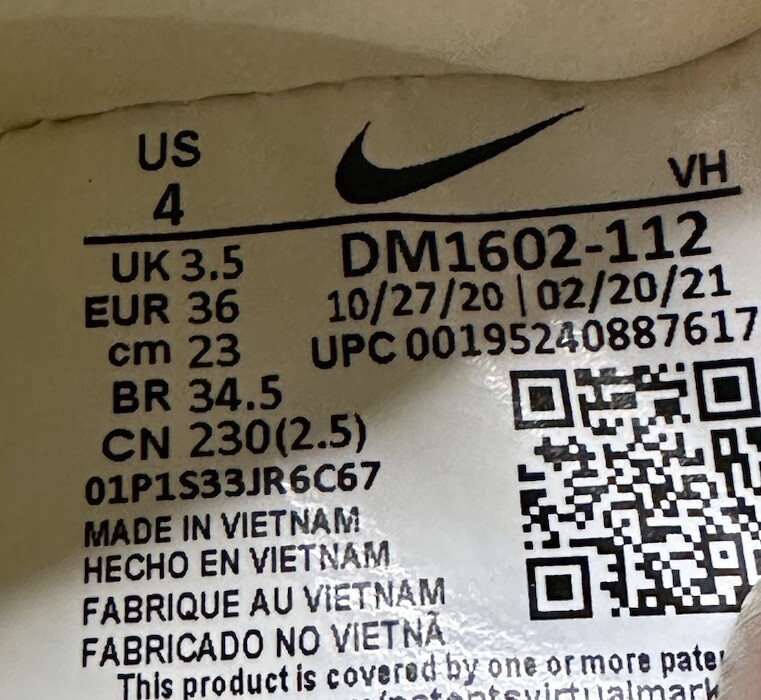 US
4
VH
UK 3.5
EUR 36
cm 23
BR 34.5
CN 230(2.5)
DM1602-112
10/27/20 | 02/20/21
UPC 00195240887617
01P1S33JR6C67
MADE IN VIETNAM
HECHO EN VIETNAM
FABRIQUE AU VIETNAM
FABRICADO NO VIETNÃ
This product is covered by one or more